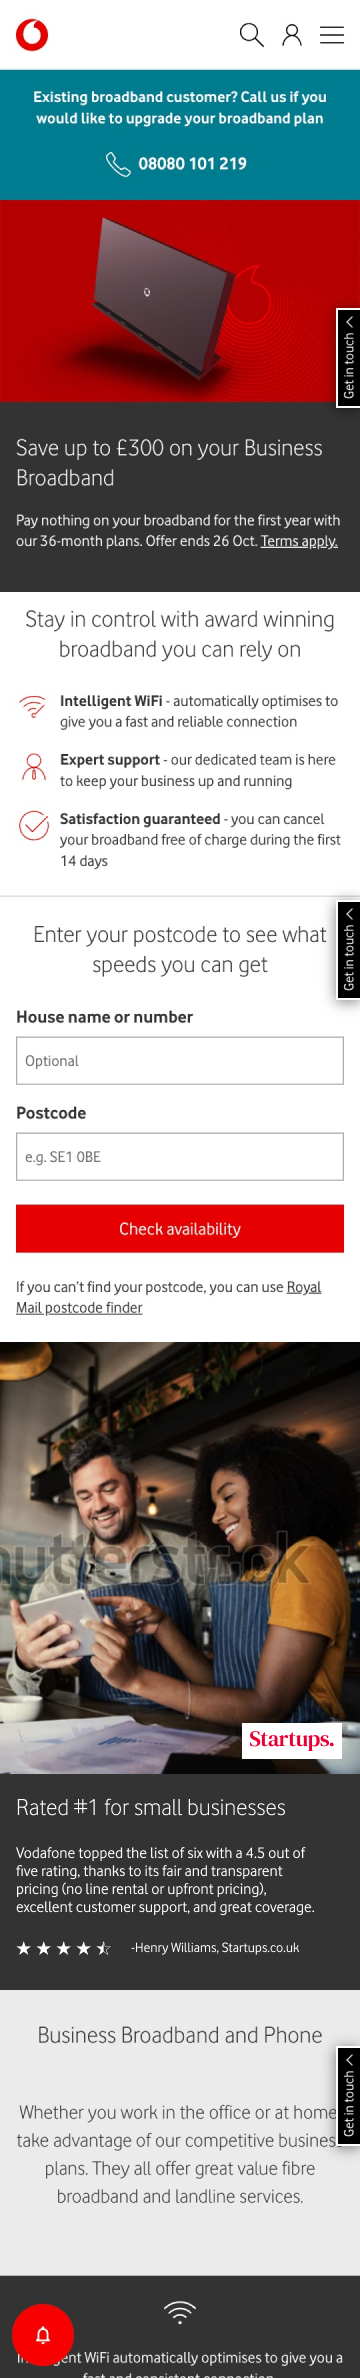 Existing broadband customer? Call us if you
would like to upgrade your broadband plan
08080 101 219
Get in touch
Save up to £300 on your Business
Broadband
Pay nothing on your broadband for the first year with
our 36-month plans. Offer ends 26 Oct. Terms apply.
Stay in control with award winning
broadband you can rely on
Intelligent WiFi - automatically optimises to
give you a fast and reliable connection
Expert support - our dedicated team is here
to keep your business up and running
Satisfaction guaranteed - you can cancel
your broadband free of charge during the first
14 days
Get in touch
Enter your postcode to see what
speeds you can get
House name or number
Optional
Postcode
e.g. SE1 0BE
Check availability
If you can't find your postcode, you can use Royal
Mail postcode finder
Startups.
Rated #1 for small businesses
Vodafone topped the list of six with a 4.5 out of
five rating, thanks to its fair and transparent
pricing (no line rental or upfront pricing),
excellent customer support, and great coverage.
-Henry Williams, Startups.co.uk
Business Broadband and Phone
Get in touch
Whether you work in the office or at home
take advantage of our competitive business
plans. They all offer great value fibre
broadband and landline services.
WiFi automatically optimises to give you a
fast and consistent connection